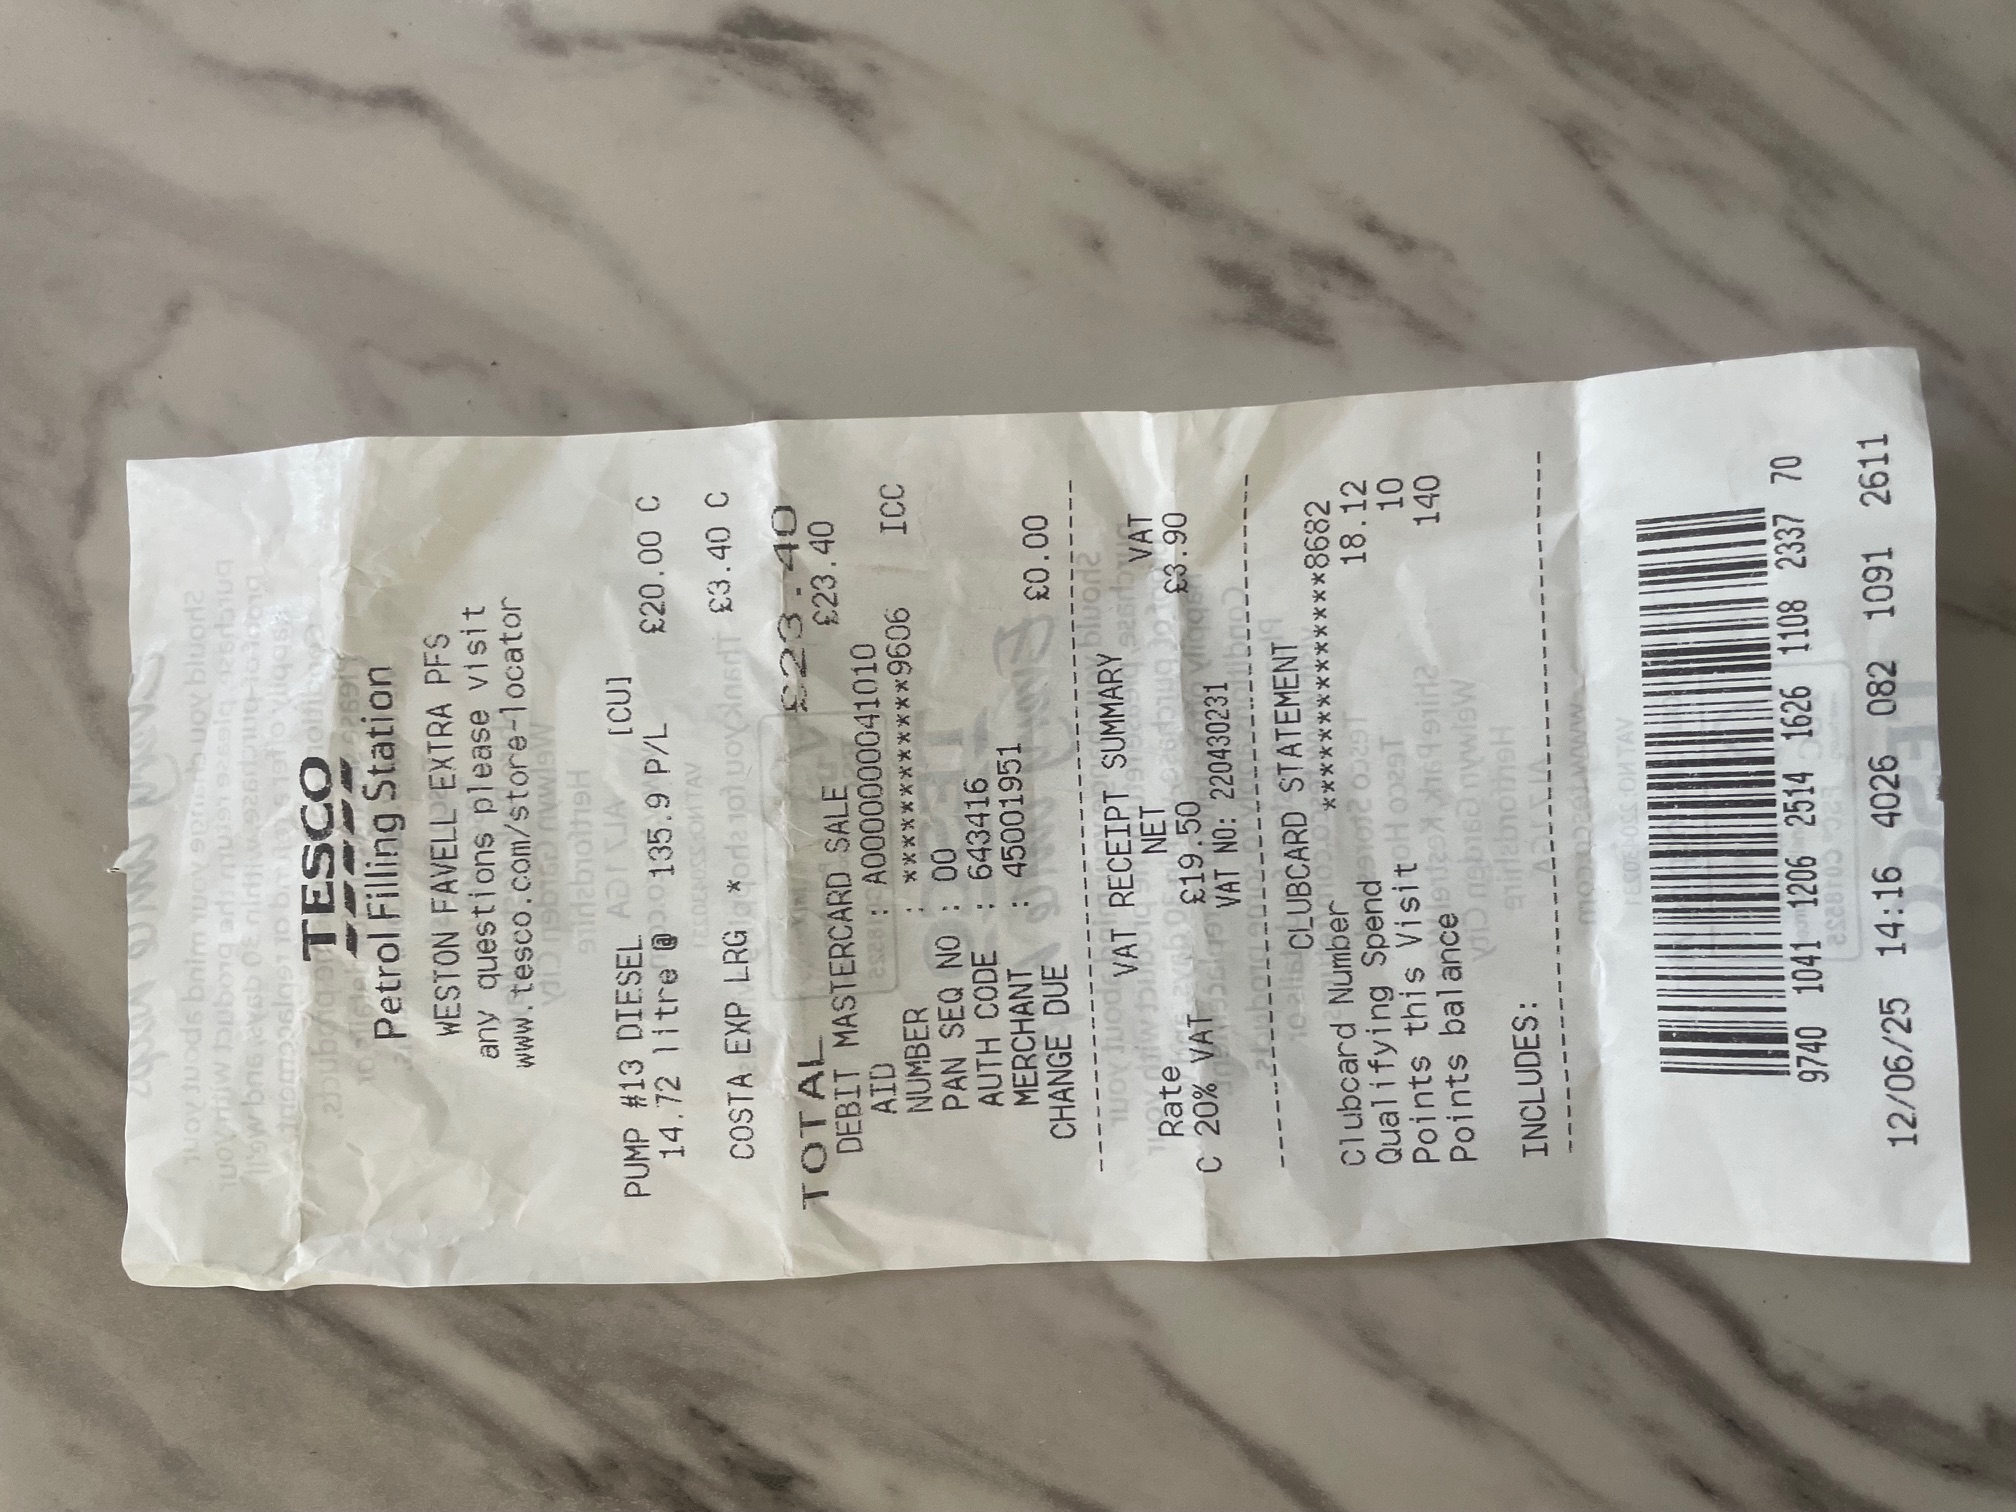 TESCO
Petrol Filling Station
WESTON FAVELL EXTRA PFS
any questions please visit
www.tesco.com/store-locator
PUMP #13 DIESEL [CU]
14.72 litre @ 135.9 P/L £20.00 C
COSTA EXP LRG * £3.40 C
TOTAL £23.40
DEBIT MASTERCARD SALE £23.40
AID : A0000000041010
NUMBER : ************9606 ICC
PAN SEQ NO : 00
AUTH CODE : 643416
MERCHANT : 45001951
CHANGE DUE £0.00
VAT RECEIPT SUMMARY
Rate NET VAT
C 20% VAT £19.50 £3.90
VAT NO: 220430231
CLUBCARD STATEMENT
Clubcard Number **************8682
Qualifying Spend 18.12
Points this Visit 10
Points balance 140
INCLUDES:
9740 1041 1206 2514 1626 1108 2337 70
12/06/25 14:16 4026 082 1091 2611